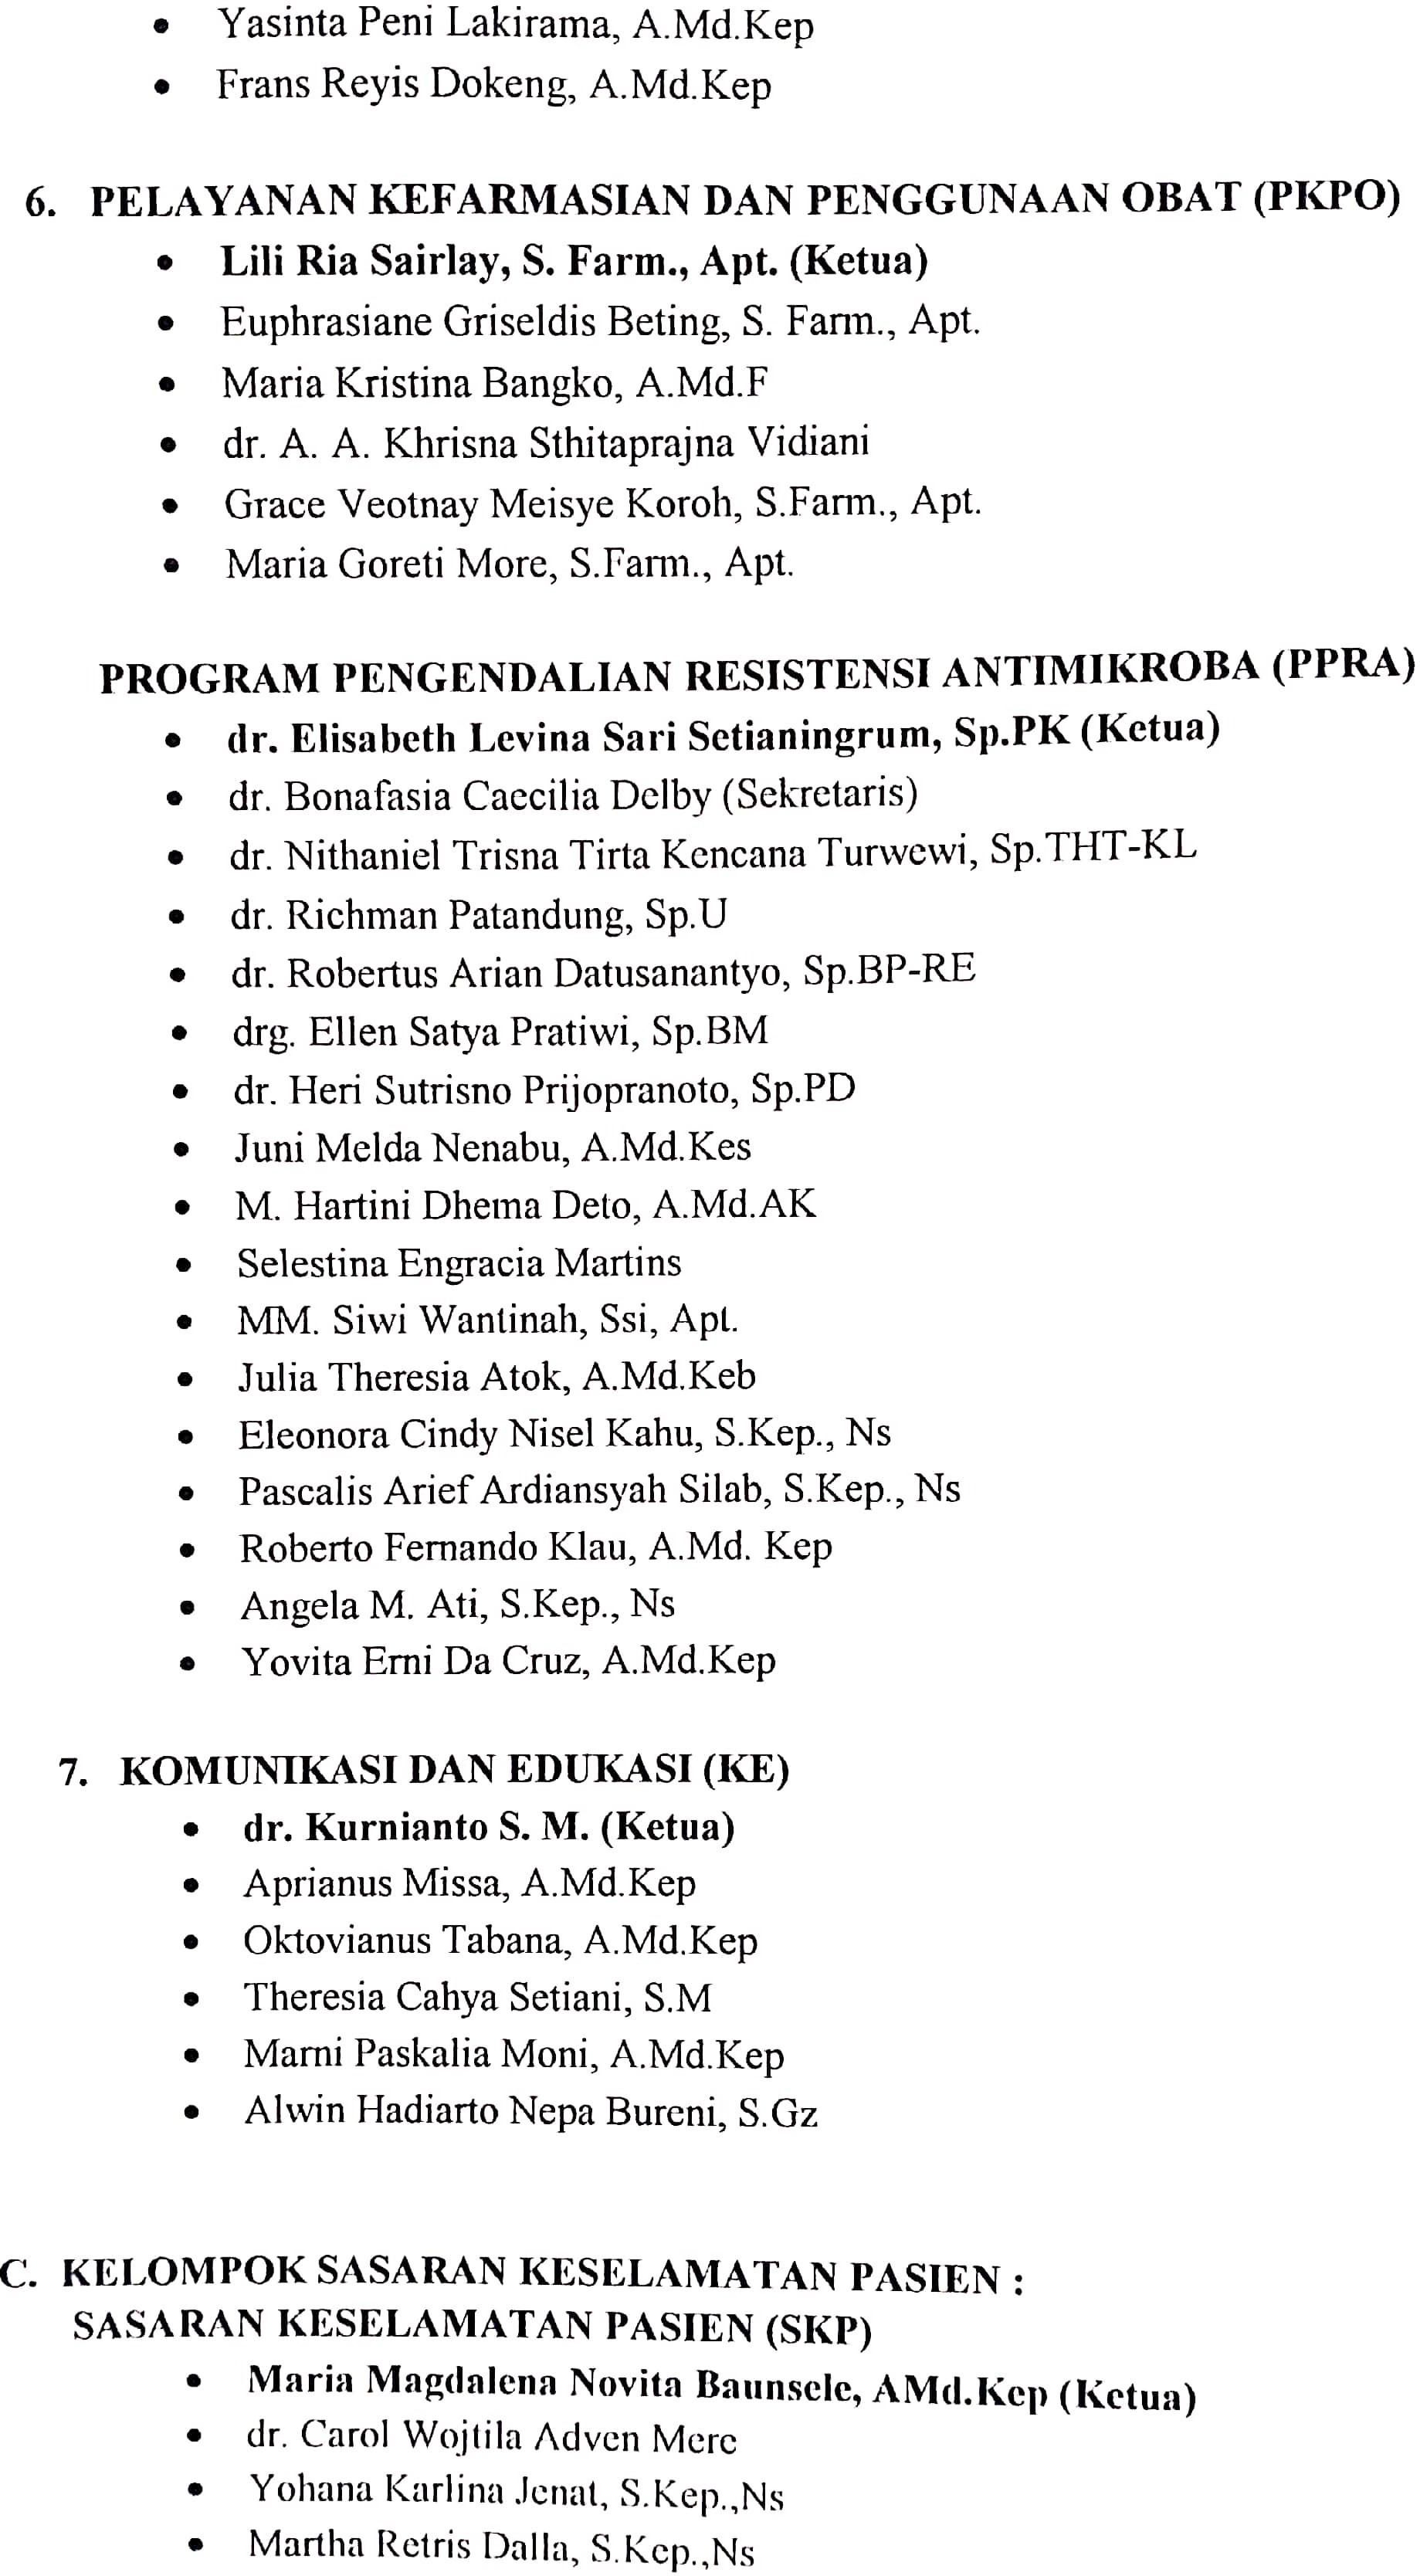 • Yasinta Peni Lakirama, A.Md.Kep
• Frans Reyis Dokeng, A.Md.Kep
6. PELAYANAN KEFARMASIAN DAN PENGGUNAAN OBAT (PKPO)
• Lili Ria Sairlay, S. Farm., Apt. (Ketua)
• Euphrasiane Griseldis Beting, S. Farm., Apt.
• Maria Kristina Bangko, A.Md.F
• dr. A. A. Khrisna Sthitaprajna Vidiani
• Grace Veotnay Meisye Koroh, S.Farm., Apt.
• Maria Goreti More, S.Farm., Apt.
PROGRAM PENGENDALIAN RESISTENSI ANTIMIKROBA (PPRA)
• dr. Elisabeth Levina Sari Setianingrum, Sp.PK (Ketua)
• dr. Bonafasia Caecilia Delby (Sekretaris)
• dr. Nithaniel Trisna Tirta Kencana Turwewi, Sp.THT-KL
• dr. Richman Patandung, Sp.U
• dr. Robertus Arian Datusanantyo, Sp.BP-RE
• drg. Ellen Satya Pratiwi, Sp.BM
• dr. Heri Sutrisno Prijopranoto, Sp.PD
• Juni Melda Nenabu, A.Md.Kes
• M. Hartini Dhema Deto, A.Md.AK
• Selestina Engracia Martins
• MM. Siwi Wantinah, Ssi, Apt.
• Julia Theresia Atok, A.Md.Keb
• Eleonora Cindy Nisel Kahu, S.Kep., Ns
• Pascalis Arief Ardiansyah Silab, S.Kep., Ns
• Roberto Fernando Klau, A.Md. Kep
• Angela M. Ati, S.Kep., Ns
• Yovita Erni Da Cruz, A.Md.Kep
7. KOMUNIKASI DAN EDUKASI (KE)
• dr. Kurnianto S. M. (Ketua)
• Aprianus Missa, A.Md.Kep
• Oktovianus Tabana, A.Md.Kep
• Theresia Cahya Setiani, S.M
• Marni Paskalia Moni, A.Md.Kep
• Alwin Hadiarto Nepa Bureni, S.Gz
C. KELOMPOK SASARAN KESELAMATAN PASIEN :
SASARAN KESELAMATAN PASIEN (SKP)
• Maria Magdalena Novita Baunsele, AMd.Kep (Ketua)
• dr. Carol Wojtila Adven Mere
• Yohana Karlina Jenat, S.Kep.,Ns
• Martha Retris Dalla, S.Kep.,Ns